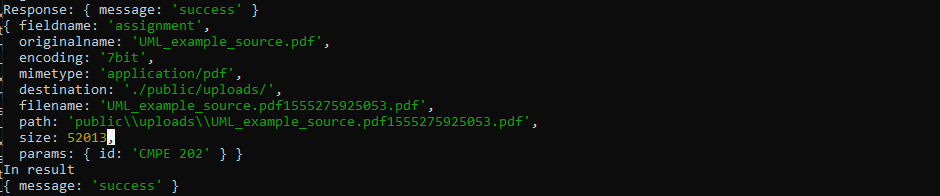 Response: { message: 'success' }
{ fieldname: 'assignment',
  originalname: 'UML_example_source.pdf',
  encoding: '7bit',
  mimetype: 'application/pdf',
  destination: './public/uploads/',
  filename: 'UML_example_source.pdf1555275925053.pdf',
  path: 'public\\uploads\\UML_example_source.pdf1555275925053.pdf',
  size: 52013,
  params: { id: 'CMPE 202' } }
In result
{ message: 'success' }